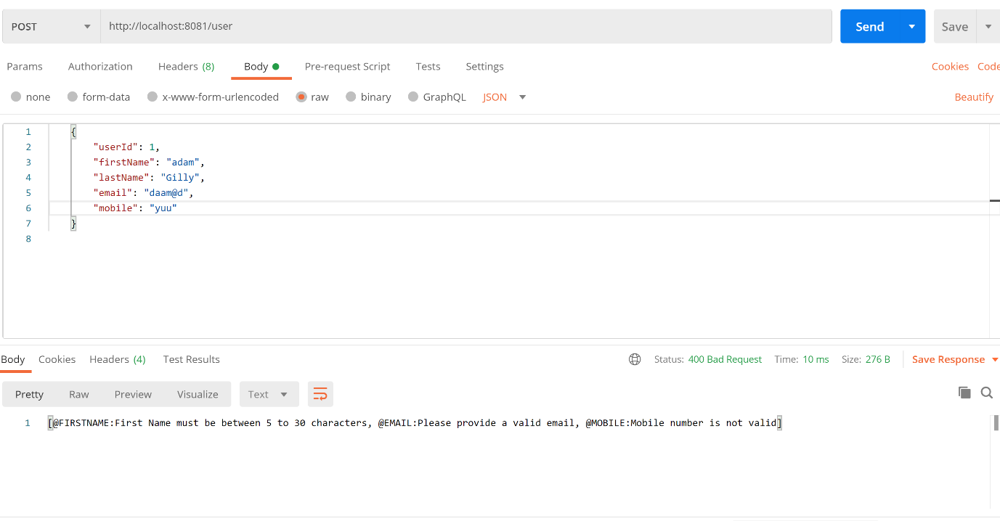 POST http://localhost:8081/user Send Save
Params Authorization Headers (8) Body Pre-request Script Tests Settings Cookies Code
none form-data x-www-form-urlencoded raw binary GraphQL JSON Beautify
1 {
2 "userId": 1,
3 "firstName": "adam",
4 "lastName": "Gilly",
5 "email": "daam@d",
6 "mobile": "yuu"
7 }
8
Body Cookies Headers (4) Test Results Status: 400 Bad Request Time: 10 ms Size: 276 B Save Response
Pretty Raw Preview Visualize Text
1 [@FIRSTNAME:First Name must be between 5 to 30 characters, @EMAIL:Please provide a valid email, @MOBILE:Mobile number is not valid]